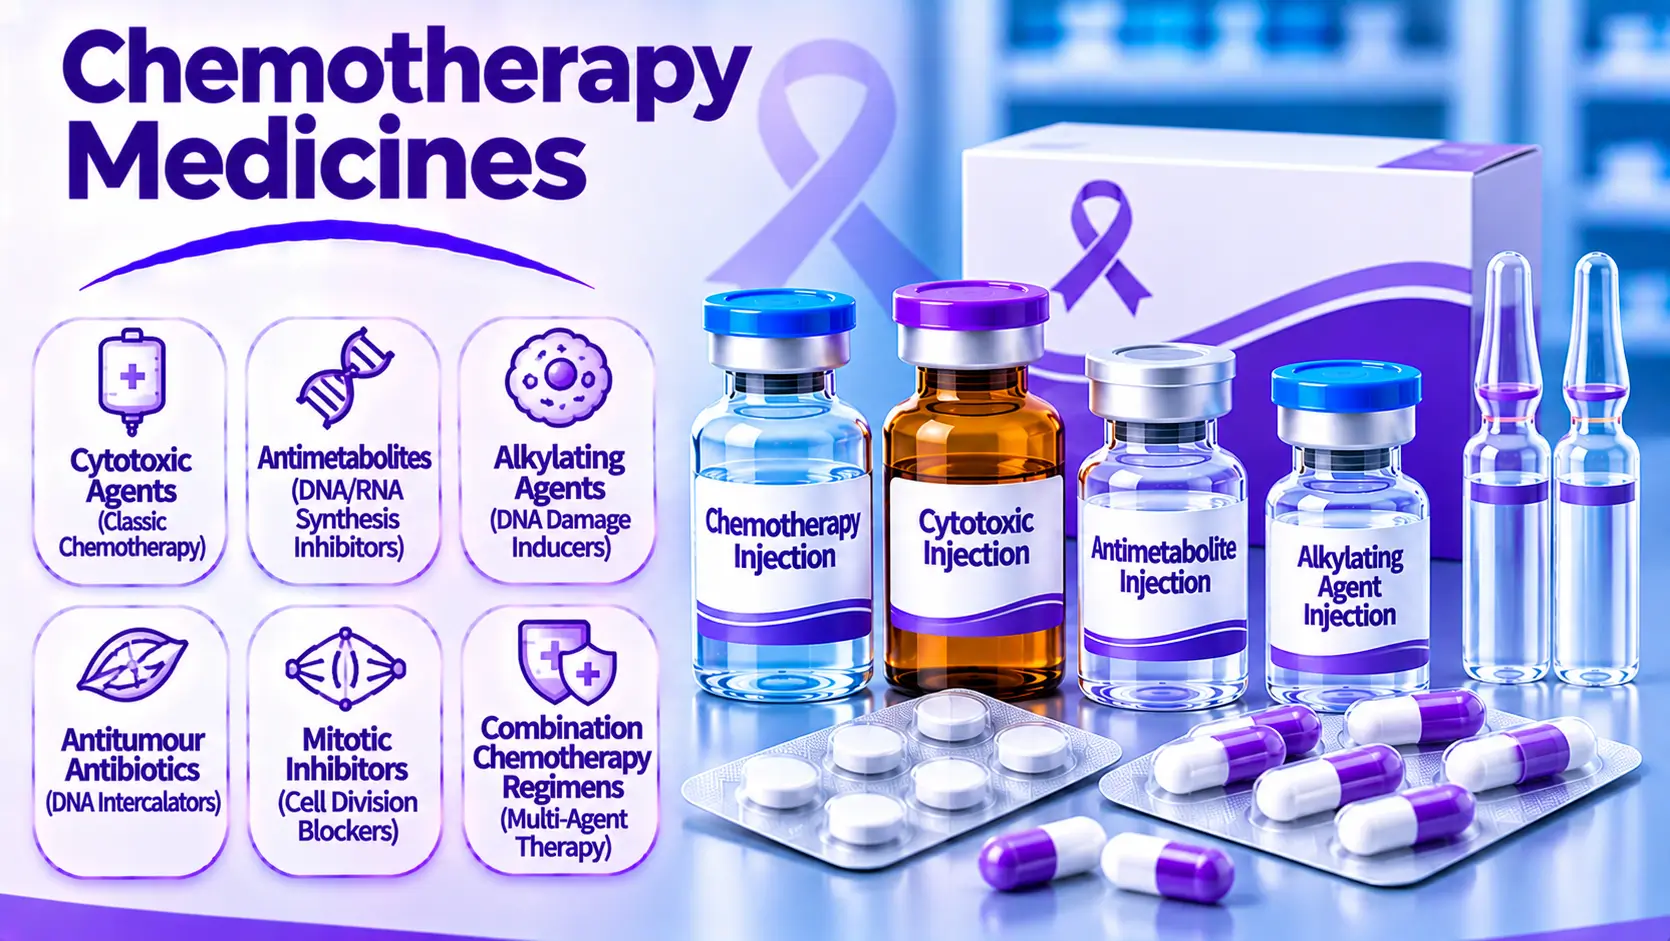 Chemotherapy
Medicines
Cytotoxic
Agents
(Classic
Chemotherapy)
Antimetabolites
(DNA/RNA
Synthesis
Inhibitors)
Alkylating
Agents
(DNA Damage
Inducers)
Antitumour
Antibiotics
(DNA Intercalators)
Mitotic
Inhibitors
(Cell Division
Blockers)
Combination
Chemotherapy
Regimens
(Multi-Agent
Therapy)
Chemotherapy
Injection
Cytotoxic
Injection
Antimetabolite
Injection
Alkylating
Agent
Injection